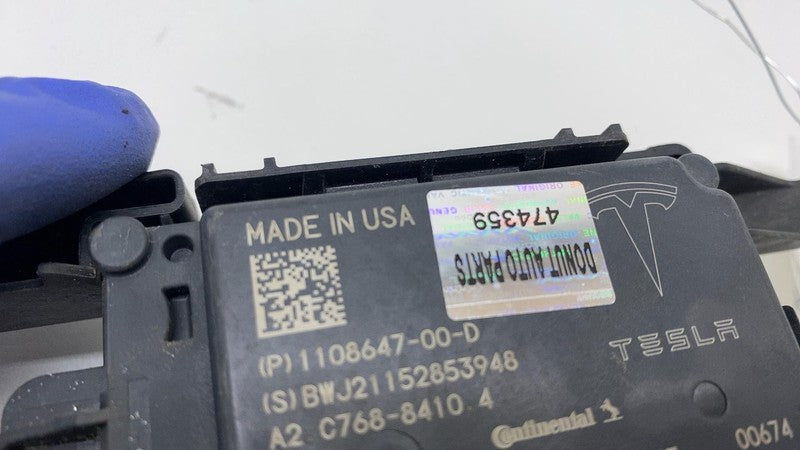 MADE IN USA
474359
DONUT AUTO PARTS
(P) 1108647-00-D
TESLA
(S) BWJ21152853948
A2 C768-8410 4
Continental
00674